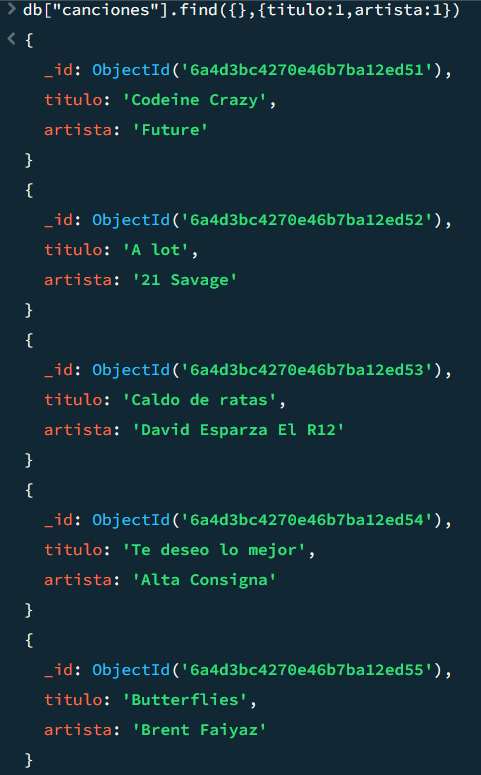 > db["canciones"].find({},{titulo:1,artista:1})
< {
_id: ObjectId('6a4d3bc4270e46b7ba12ed51'),
titulo: 'Codeine Crazy',
artista: 'Future'
}
{
_id: ObjectId('6a4d3bc4270e46b7ba12ed52'),
titulo: 'A lot',
artista: '21 Savage'
}
{
_id: ObjectId('6a4d3bc4270e46b7ba12ed53'),
titulo: 'Caldo de ratas',
artista: 'David Esparza El R12'
}
{
_id: ObjectId('6a4d3bc4270e46b7ba12ed54'),
titulo: 'Te deseo lo mejor',
artista: 'Alta Consigna'
}
{
_id: ObjectId('6a4d3bc4270e46b7ba12ed55'),
titulo: 'Butterflies',
artista: 'Brent Faiyaz'
}